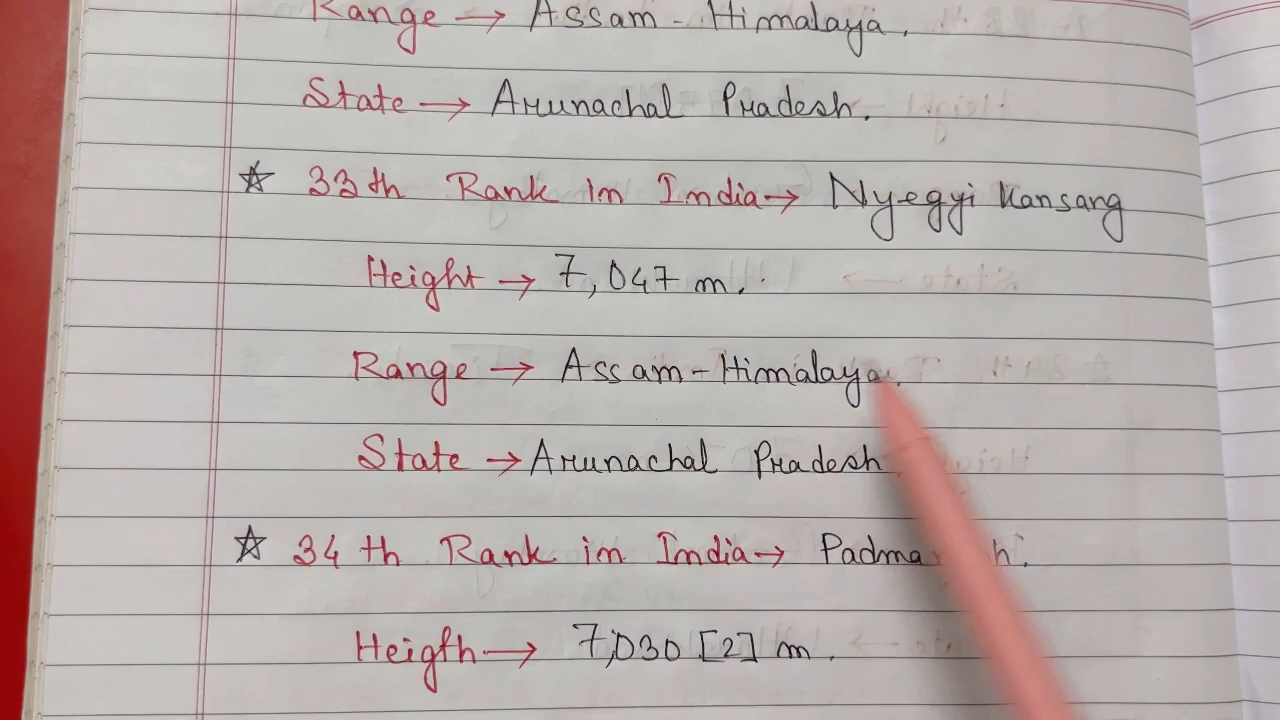 Range → Assam - Himalaya.
State → Arunachal Pradesh.
☆ 33th Rank in India → Nyegyi Kansang
Height → 7,047 m.
Range → Assam - Himalaya.
State → Arunachal Pradesh.
☆ 34 th Rank in India →
Heigth → 7,030 [2] m.